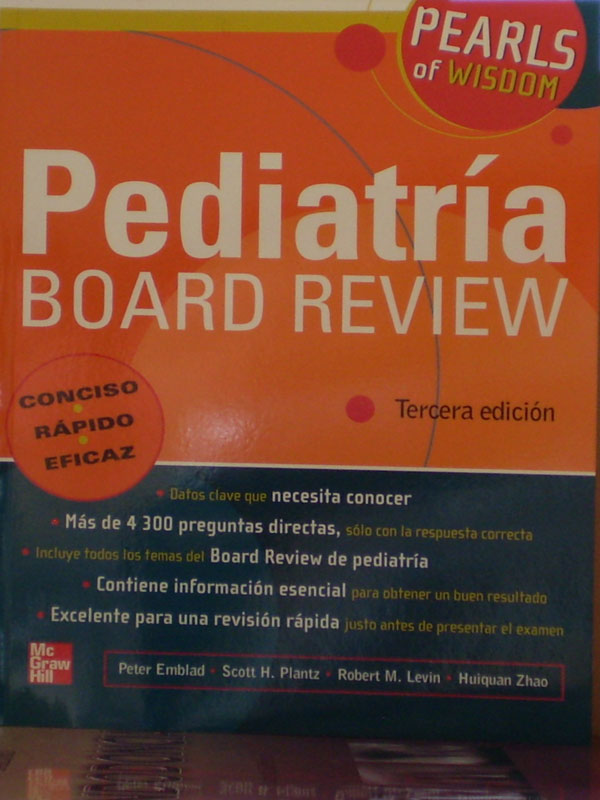 PEARLS
of WISDOM
Pediatría
BOARD REVIEW
CONCISO
RÁPIDO
EFICAZ
Tercera edición
• Datos clave que necesita conocer
• Más de 4 300 preguntas directas, sólo con la respuesta correcta
• Incluye todos los temas del Board Review de pediatría
• Contiene información esencial para obtener un buen resultado
• Excelente para una revisión rápida justo antes de presentar el examen
Mc
Graw
Hill
Peter Emblad • Scott H. Plantz • Robert M. Levin • Huiquan Zhao